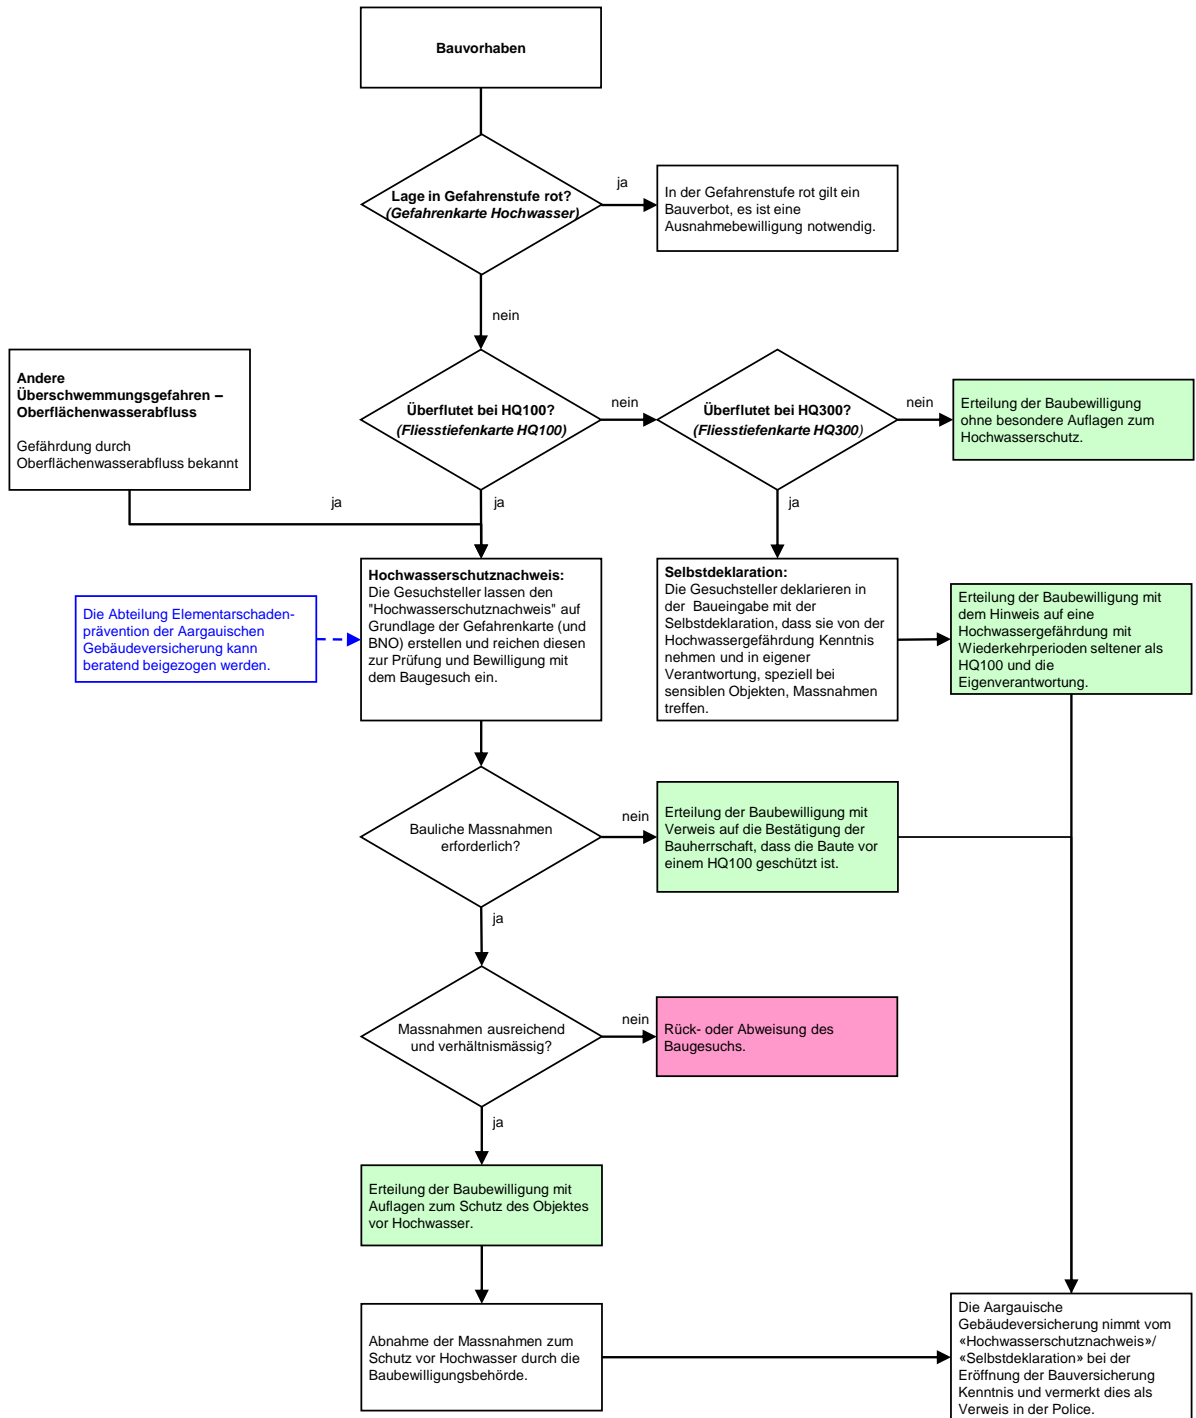 Bauvorhaben
Lage in Gefahrenstufe rot?
(Gefahrenkarte Hochwasser)
ja
In der Gefahrenstufe rot gilt ein
Bauverbot, es ist eine
Ausnahmebewilligung notwendig.
nein
Andere
Überschwemmungsgefahren –
Oberflächenwasserabfluss
Gefährdung durch
Oberflächenwasserabfluss bekannt
Überflutet bei HQ100?
(Fliesstiefenkarte HQ100)
nein
Überflutet bei HQ300?
(Fliesstiefenkarte HQ300)
nein
Erteilung der Baubewilligung
ohne besondere Auflagen zum
Hochwasserschutz.
ja
ja
ja
Die Abteilung Elementarschaden-
prävention der Aargauischen
Gebäudeversicherung kann
beratend beigezogen werden.
Hochwasserschutznachweis:
Die Gesuchsteller lassen den
"Hochwasserschutznachweis" auf
Grundlage der Gefahrenkarte (und
BNO) erstellen und reichen diesen
zur Prüfung und Bewilligung mit
dem Baugesuch ein.
Selbstdeklaration:
Die Gesuchsteller deklarieren in
der Baueingabe mit der
Selbstdeklaration, dass sie von der
Hochwassergefährdung Kenntnis
nehmen und in eigener
Verantwortung, speziell bei
sensiblen Objekten, Massnahmen
treffen.
Erteilung der Baubewilligung mit
dem Hinweis auf eine
Hochwassergefährdung mit
Wiederkehrperioden seltener als
HQ100 und die
Eigenverantwortung.
Bauliche Massnahmen
erforderlich?
nein
Erteilung der Baubewilligung mit
Verweis auf die Bestätigung der
Bauherrschaft, dass die Baute vor
einem HQ100 geschützt ist.
ja
Massnahmen ausreichend
und verhältnismässig?
nein
Rück- oder Abweisung des
Baugesuchs.
ja
Erteilung der Baubewilligung mit
Auflagen zum Schutz des Objektes
vor Hochwasser.
Abnahme der Massnahmen zum
Schutz vor Hochwasser durch die
Baubewilligungsbehörde.
Die Aargauische
Gebäudeversicherung nimmt vom
«Hochwasserschutznachweis»/
«Selbstdeklaration» bei der
Eröffnung der Bauversicherung
Kenntnis und vermerkt dies als
Verweis in der Police.